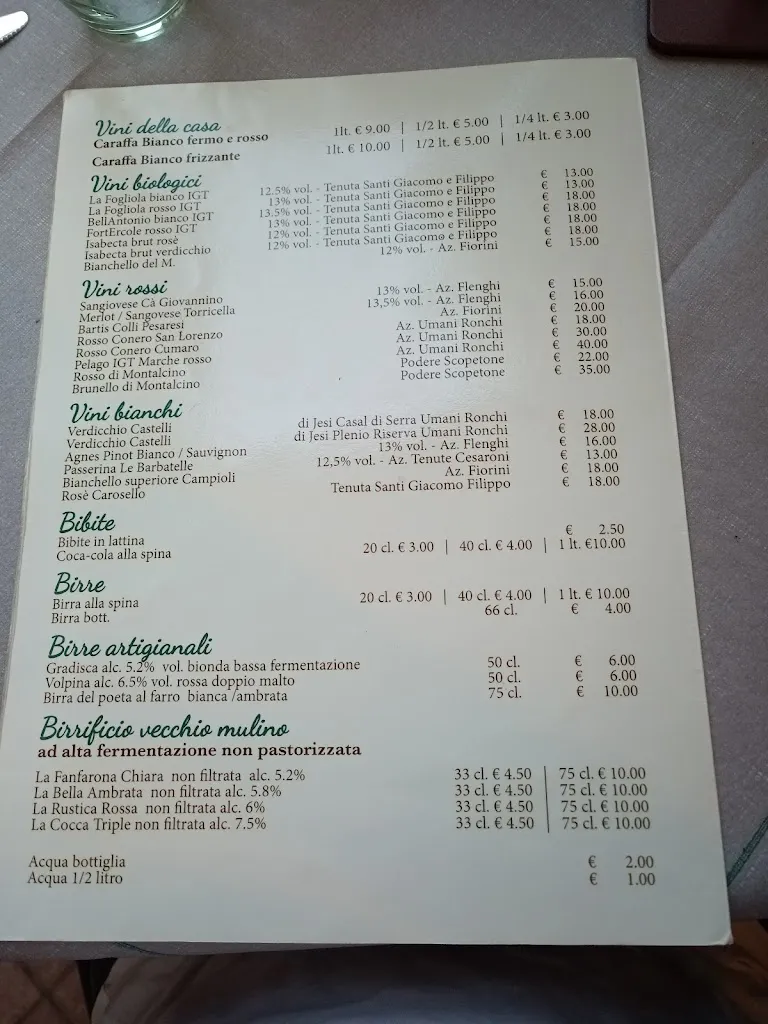 Vini della casa
Caraffa Bianco fermo e rosso 1lt. € 9.00 | 1/2 lt. € 5.00 | 1/4 lt. € 3.00
Caraffa Bianco frizzante 1lt. € 10.00 | 1/2 lt. € 5.00 | 1/4 lt. € 3.00
Vini biologici
La Fogliola bianco IGT 12.5% vol. - Tenuta Santi Giacomo e Filippo € 13.00
La Fogliola rosso IGT 13% vol. - Tenuta Santi Giacomo e Filippo € 13.00
BellAntonio bianco IGT 13.5% vol. - Tenuta Santi Giacomo e Filippo € 18.00
FortErcole rosso IGT 13% vol. - Tenuta Santi Giacomo e Filippo € 18.00
Isabecta brut rosè 12% vol. - Tenuta Santi Giacomo e Filippo € 18.00
Isabecta brut verdicchio 12% vol. - Tenuta Santi Giacomo e Filippo € 18.00
Bianchello del M. 12% vol. - Az. Fiorini € 15.00
Vini rossi
Sangiovese Cà Giovannino 13% vol. - Az. Flenghi € 15.00
Merlot / Sangovese Torricella 13,5% vol. - Az. Flenghi € 16.00
Bartis Colli Pesaresi Az. Fiorini € 20.00
Rosso Conero San Lorenzo Az. Umani Ronchi € 18.00
Rosso Conero Cumaro Az. Umani Ronchi € 30.00
Pelago IGT Marche rosso Az. Umani Ronchi € 40.00
Rosso di Montalcino Podere Scopetone € 22.00
Brunello di Montalcino Podere Scopetone € 35.00
Vini bianchi
Verdicchio Castelli di Jesi Casal di Serra Umani Ronchi € 18.00
Verdicchio Castelli di Jesi Plenio Riserva Umani Ronchi € 28.00
Agnes Pinot Bianco / Sauvignon 13% vol. - Az. Flenghi € 16.00
Passerina Le Barbatelle 12,5% vol. - Az. Tenute Cesaroni € 13.00
Bianchello superiore Campioli Az. Fiorini € 18.00
Rosè Carosello Tenuta Santi Giacomo Filippo € 18.00
Bibite
Bibite in lattina € 2.50
Coca-cola alla spina 20 cl. € 3.00 | 40 cl. € 4.00 | 1 lt. €10.00
Birre
Birra alla spina 20 cl. € 3.00 | 40 cl. € 4.00 | 1 lt. € 10.00
Birra bott. 66 cl. € 4.00
Birre artigianali
Gradisca alc. 5.2% vol. bionda bassa fermentazione 50 cl. € 6.00
Volpina alc. 6.5% vol. rossa doppio malto 50 cl. € 6.00
Birra del poeta al farro bianca /ambrata 75 cl. € 10.00
Birrificio vecchio mulino
ad alta fermentazione non pastorizzata
La Fanfarona Chiara non filtrata alc. 5.2% 33 cl. € 4.50 | 75 cl. € 10.00
La Bella Ambrata non filtrata alc. 5.8% 33 cl. € 4.50 | 75 cl. € 10.00
La Rustica Rossa non filtrata alc. 6% 33 cl. € 4.50 | 75 cl. € 10.00
La Cocca Triple non filtrata alc. 7.5% 33 cl. € 4.50 | 75 cl. € 10.00
Acqua bottiglia € 2.00
Acqua 1/2 litro € 1.00